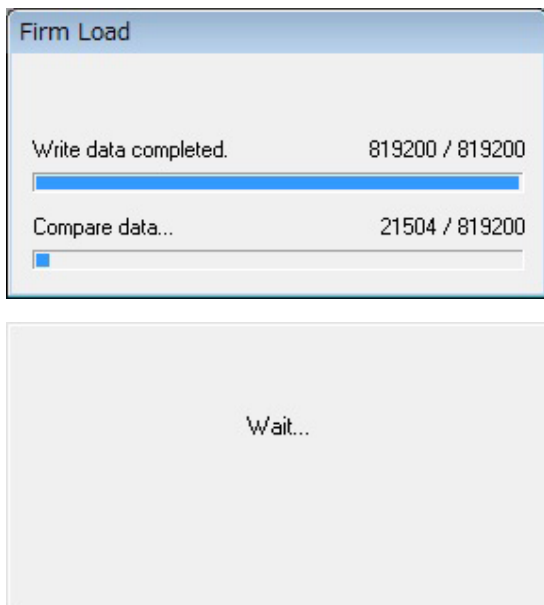 Firm Load
Write data completed. 819200 / 819200
Compare data... 21504 / 819200
Wait...